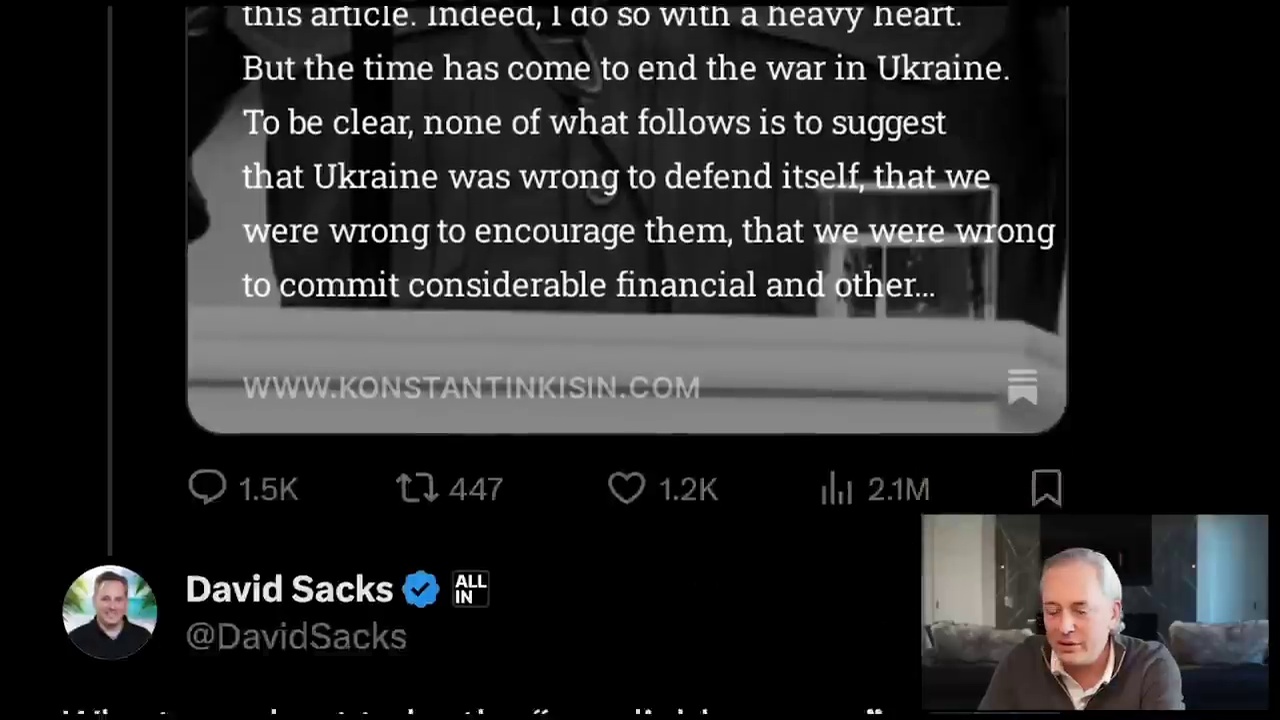 this article. Indeed, I do so with a heavy heart.
But the time has come to end the war in Ukraine.
To be clear, none of what follows is to suggest
that Ukraine was wrong to defend itself, that we
were wrong to encourage them, that we were wrong
to commit considerable financial and other...
WWW.KONSTANTINKISIN.COM
1.5K 447 1.2K 2.1M
David Sacks ALL IN
@DavidSacks